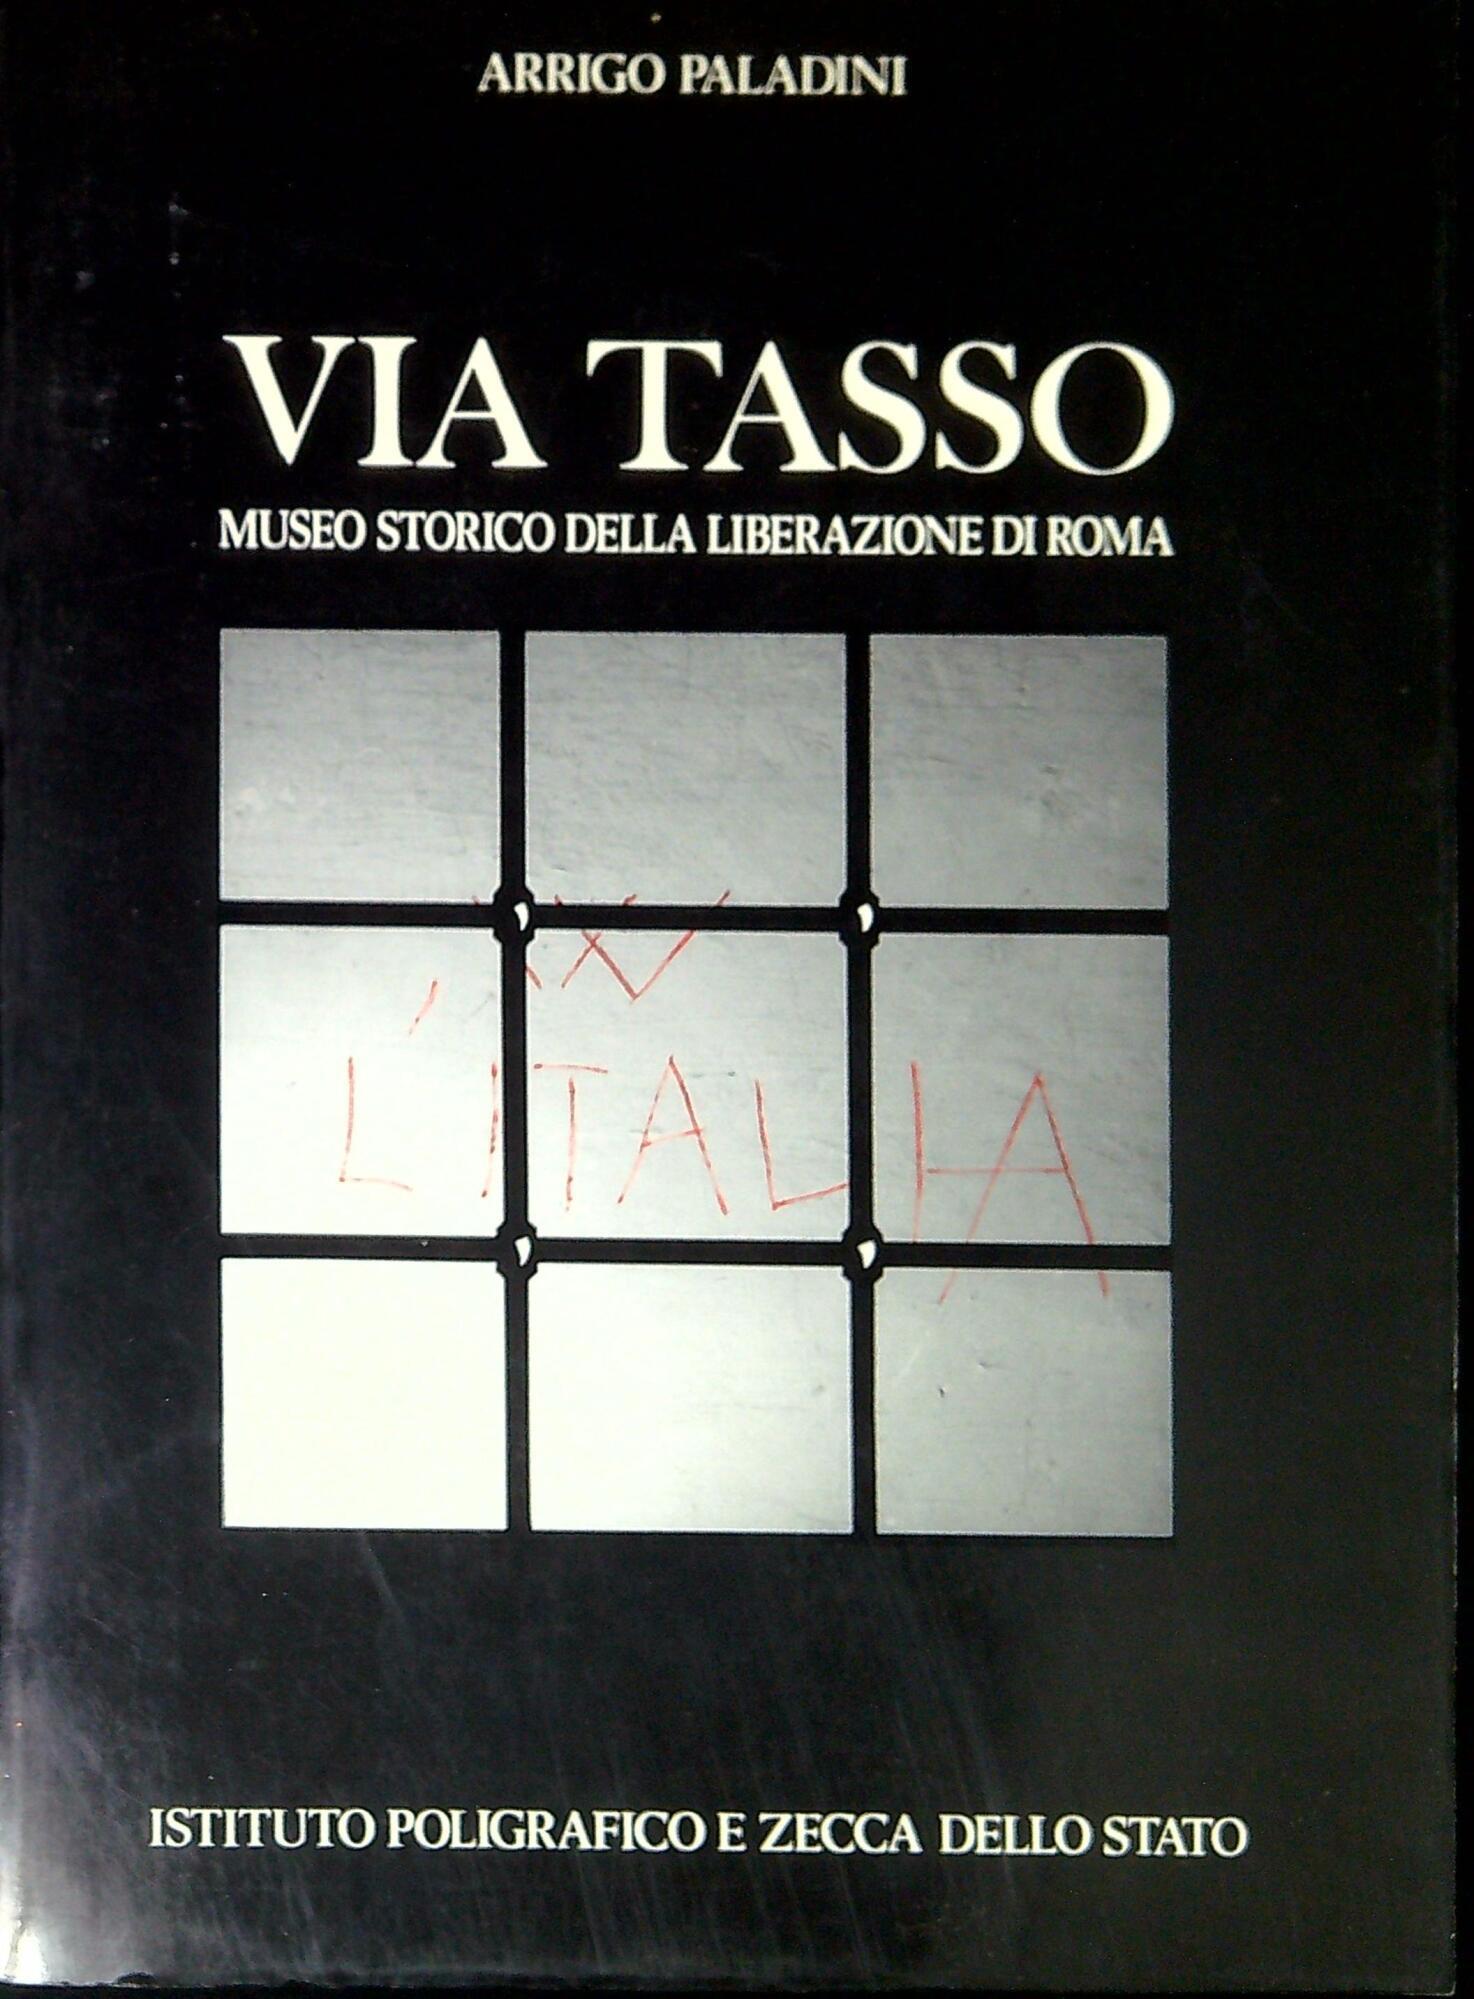 ARRIGO PALADINI
VIA TASSO
MUSEO STORICO DELLA LIBERAZIONE DI ROMA
W
L'ITALIA
ISTITUTO POLIGRAFICO E ZECCA DELLO STATO